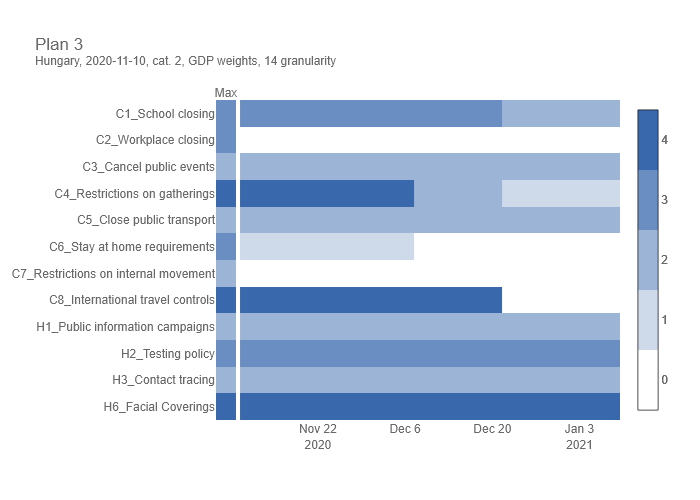 Plan 3
Hungary, 2020-11-10, cat. 2, GDP weights, 14 granularity
Max
C1_School closing
C2_Workplace closing
C3_Cancel public events
C4_Restrictions on gatherings
C5_Close public transport
C6_Stay at home requirements
C7_Restrictions on internal movement
C8_International travel controls
H1_Public information campaigns
H2_Testing policy
H3_Contact tracing
H6_Facial Coverings
Nov 22
2020
Dec 6
Dec 20
Jan 3
2021
4
3
2
1
0